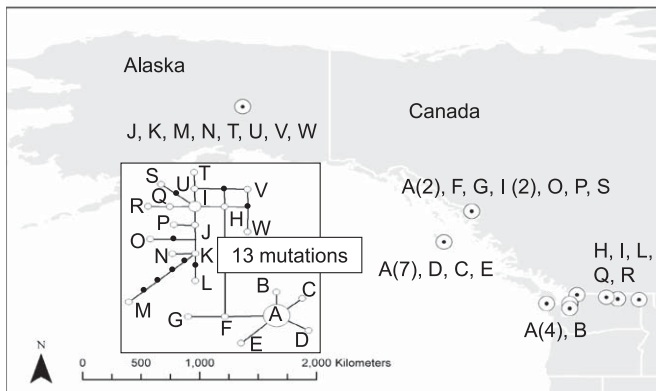 Alaska
Canada
J, K, M, N, T, U, V, W
A(2), F, G, I (2), O, P, S
A(7), D, C, E
H, I, L,
Q, R
A(4), B
S
T
U
V
Q
R
I
H
P
J
W
O
N
K
13 mutations
L
M
B
C
G
F
A
E
D
N
0 500 1,000 2,000 Kilometers